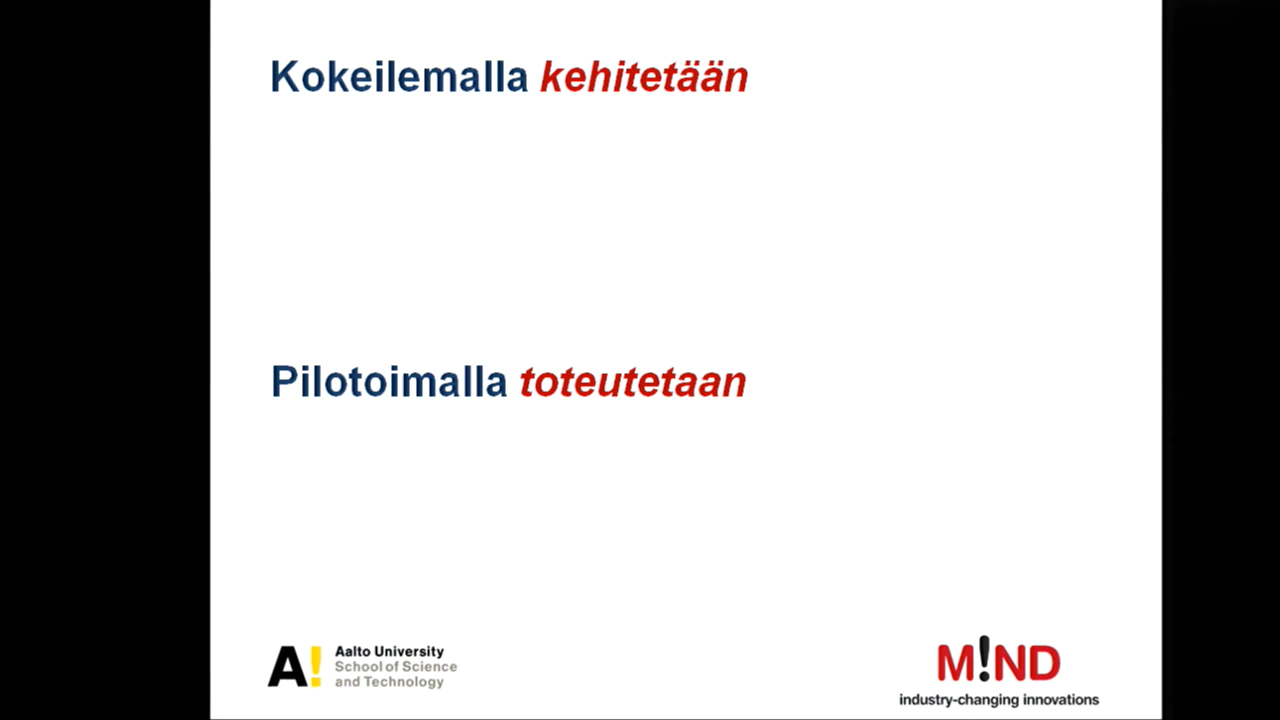 Kokeilemalla kehitetään
Pilotoimalla toteutetaan
A! Aalto University
School of Science
and Technology
M!ND
industry-changing innovations